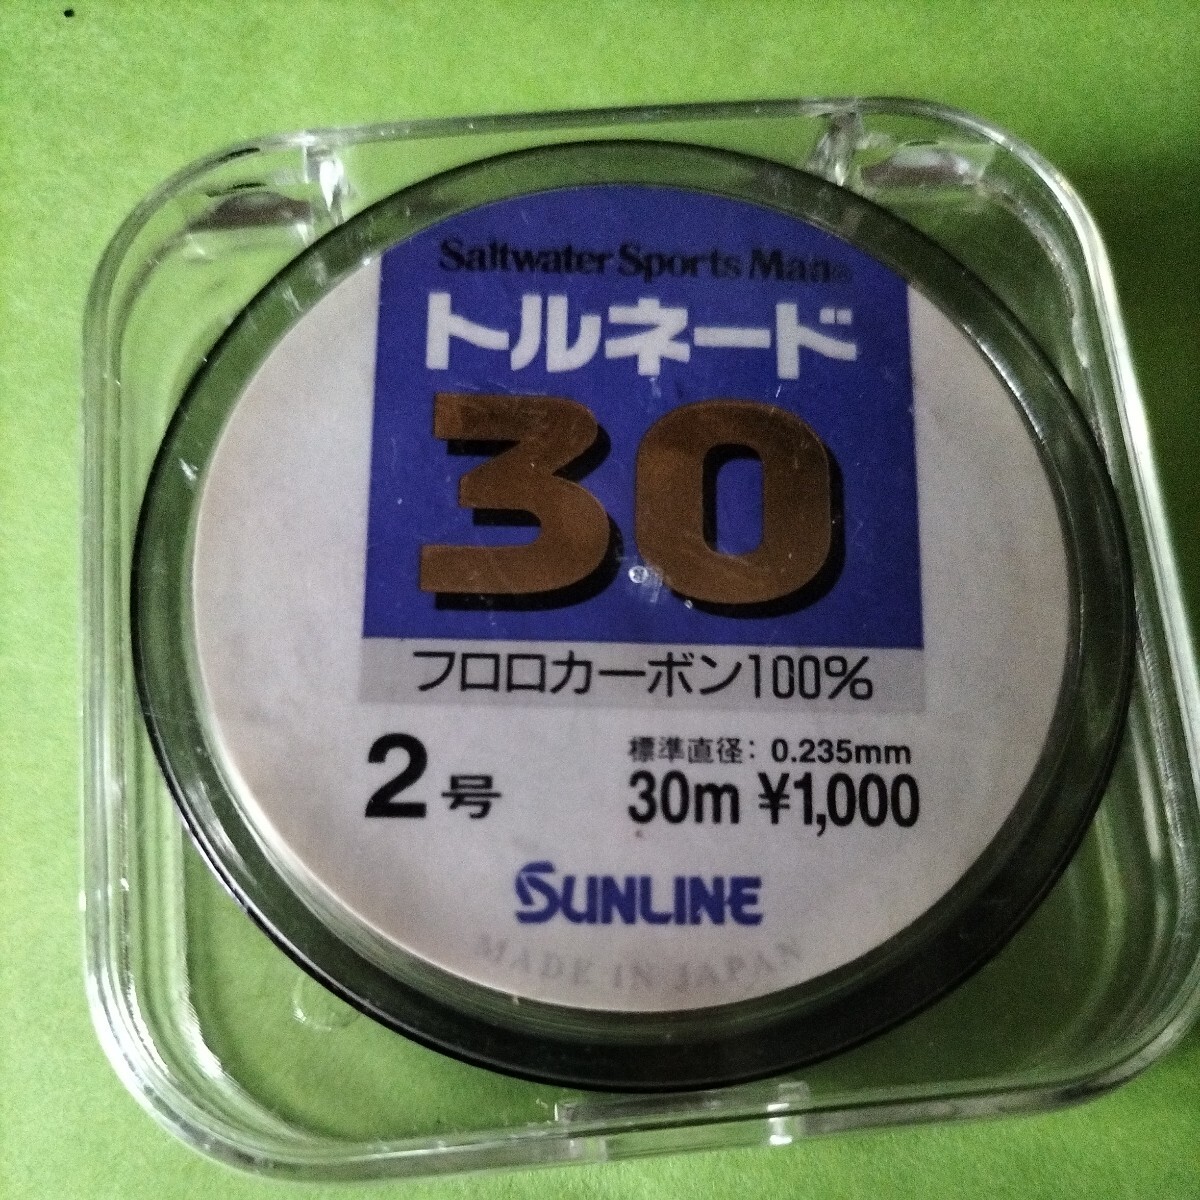 Saltwater Sports Man®
トルネード
30
フロロカーボン100%
2号
標準直径: 0.235mm
30m ¥1,000
SUNLINE
MADE IN JAPAN